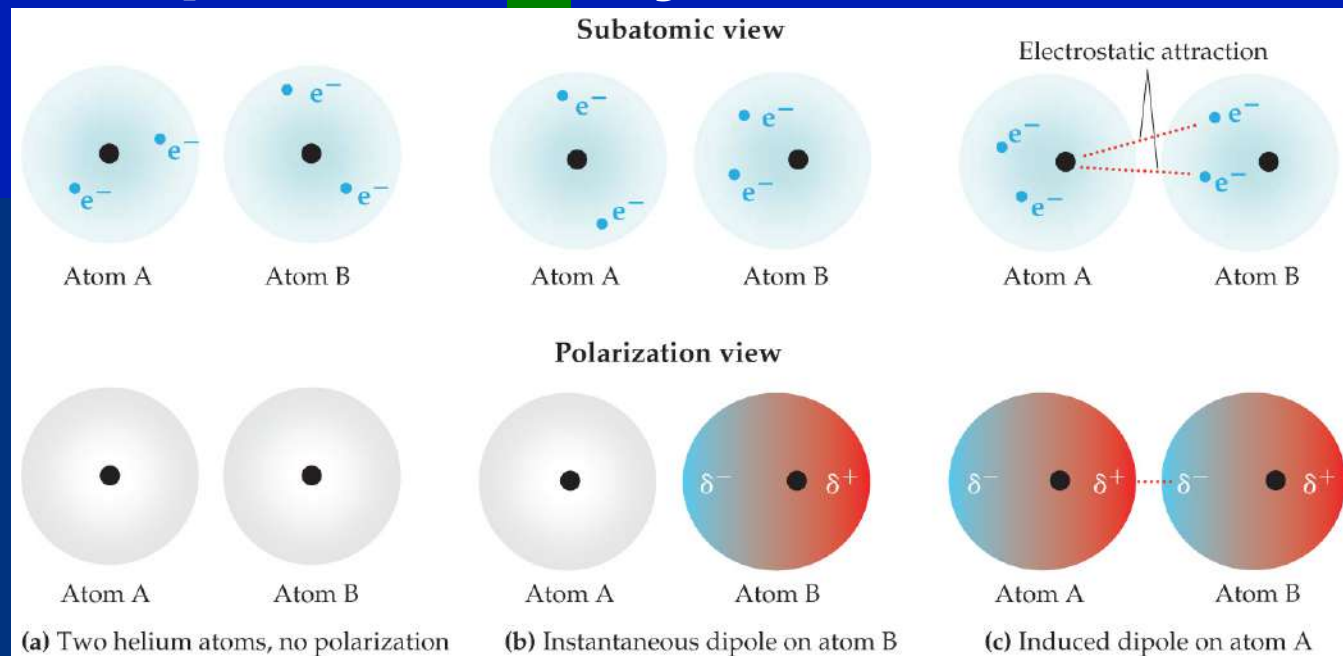 Subatomic view
Electrostatic attraction
e⁻ e⁻ e⁻ e⁻
e⁻ e⁻ e⁻ e⁻
e⁻ e⁻ e⁻ e⁻
Atom A Atom B Atom A Atom B Atom A Atom B
Polarization view
δ⁻ δ⁺ δ⁻ δ⁺ δ⁻ δ⁺
Atom A Atom B Atom A Atom B Atom A Atom B
(a) Two helium atoms, no polarization (b) Instantaneous dipole on atom B (c) Induced dipole on atom A